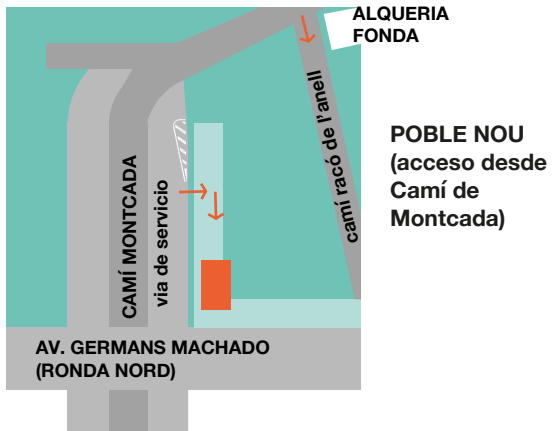 ALQUERIA
FONDA
camí racó de l'anell
POBLE NOU
(acceso desde
Camí de
Montcada)
CAMÍ MONTCADA
via de servicio
AV. GERMANS MACHADO
(RONDA NORD)